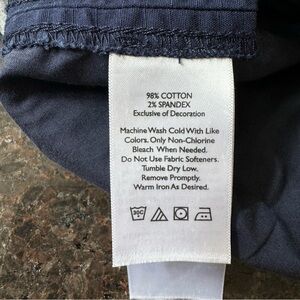 98% COTTON
2% SPANDEX
Exclusive of Decoration
Machine Wash Cold With Like
Colors. Only Non-Chlorine
Bleach When Needed.
Do Not Use Fabric Softeners.
Tumble Dry Low.
Remove Promptly.
Warm Iron As Desired.